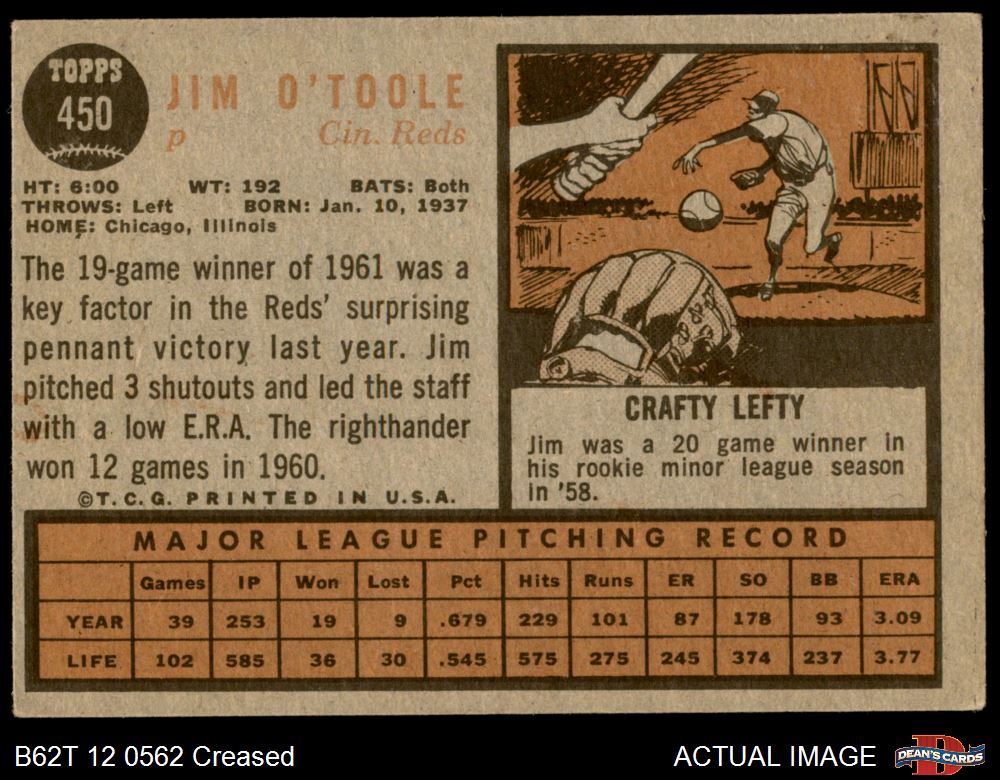 TOPPS
450
JIM O'TOOLE
p Cin. Reds
HT: 6:00 WT: 192 BATS: Both
THROWS: Left BORN: Jan. 10, 1937
HOME: Chicago, Illinois
The 19-game winner of 1961 was a
key factor in the Reds' surprising
pennant victory last year. Jim
pitched 3 shutouts and led the staff
with a low E.R.A. The righthander
won 12 games in 1960.
©T.C.G. PRINTED IN U.S.A.
CRAFTY LEFTY
Jim was a 20 game winner in
his rookie minor league season
in '58.
MAJOR LEAGUE PITCHING RECORD
Games IP Won Lost Pct Hits Runs ER SO BB ERA
YEAR 39 253 19 9 .679 229 101 87 178 93 3.09
LIFE 102 585 36 30 .545 575 275 245 374 237 3.77
B62T 12 0562 Creased ACTUAL IMAGE DEAN'S CARDS